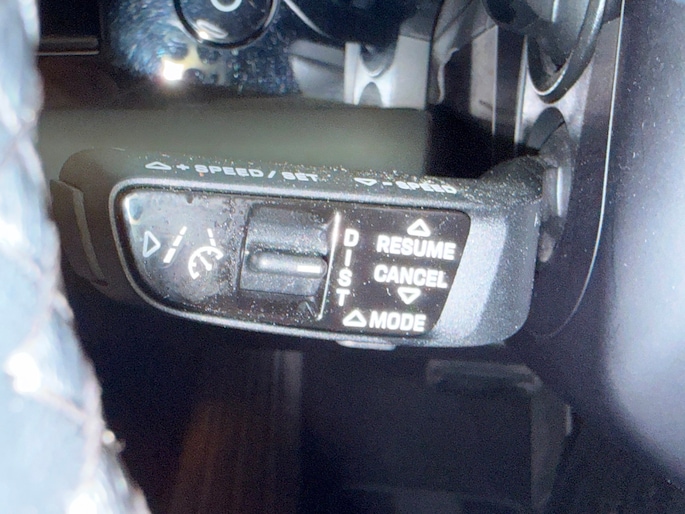 + SPEED / SET
- SPEED
DIST
RESUME
CANCEL
MODE